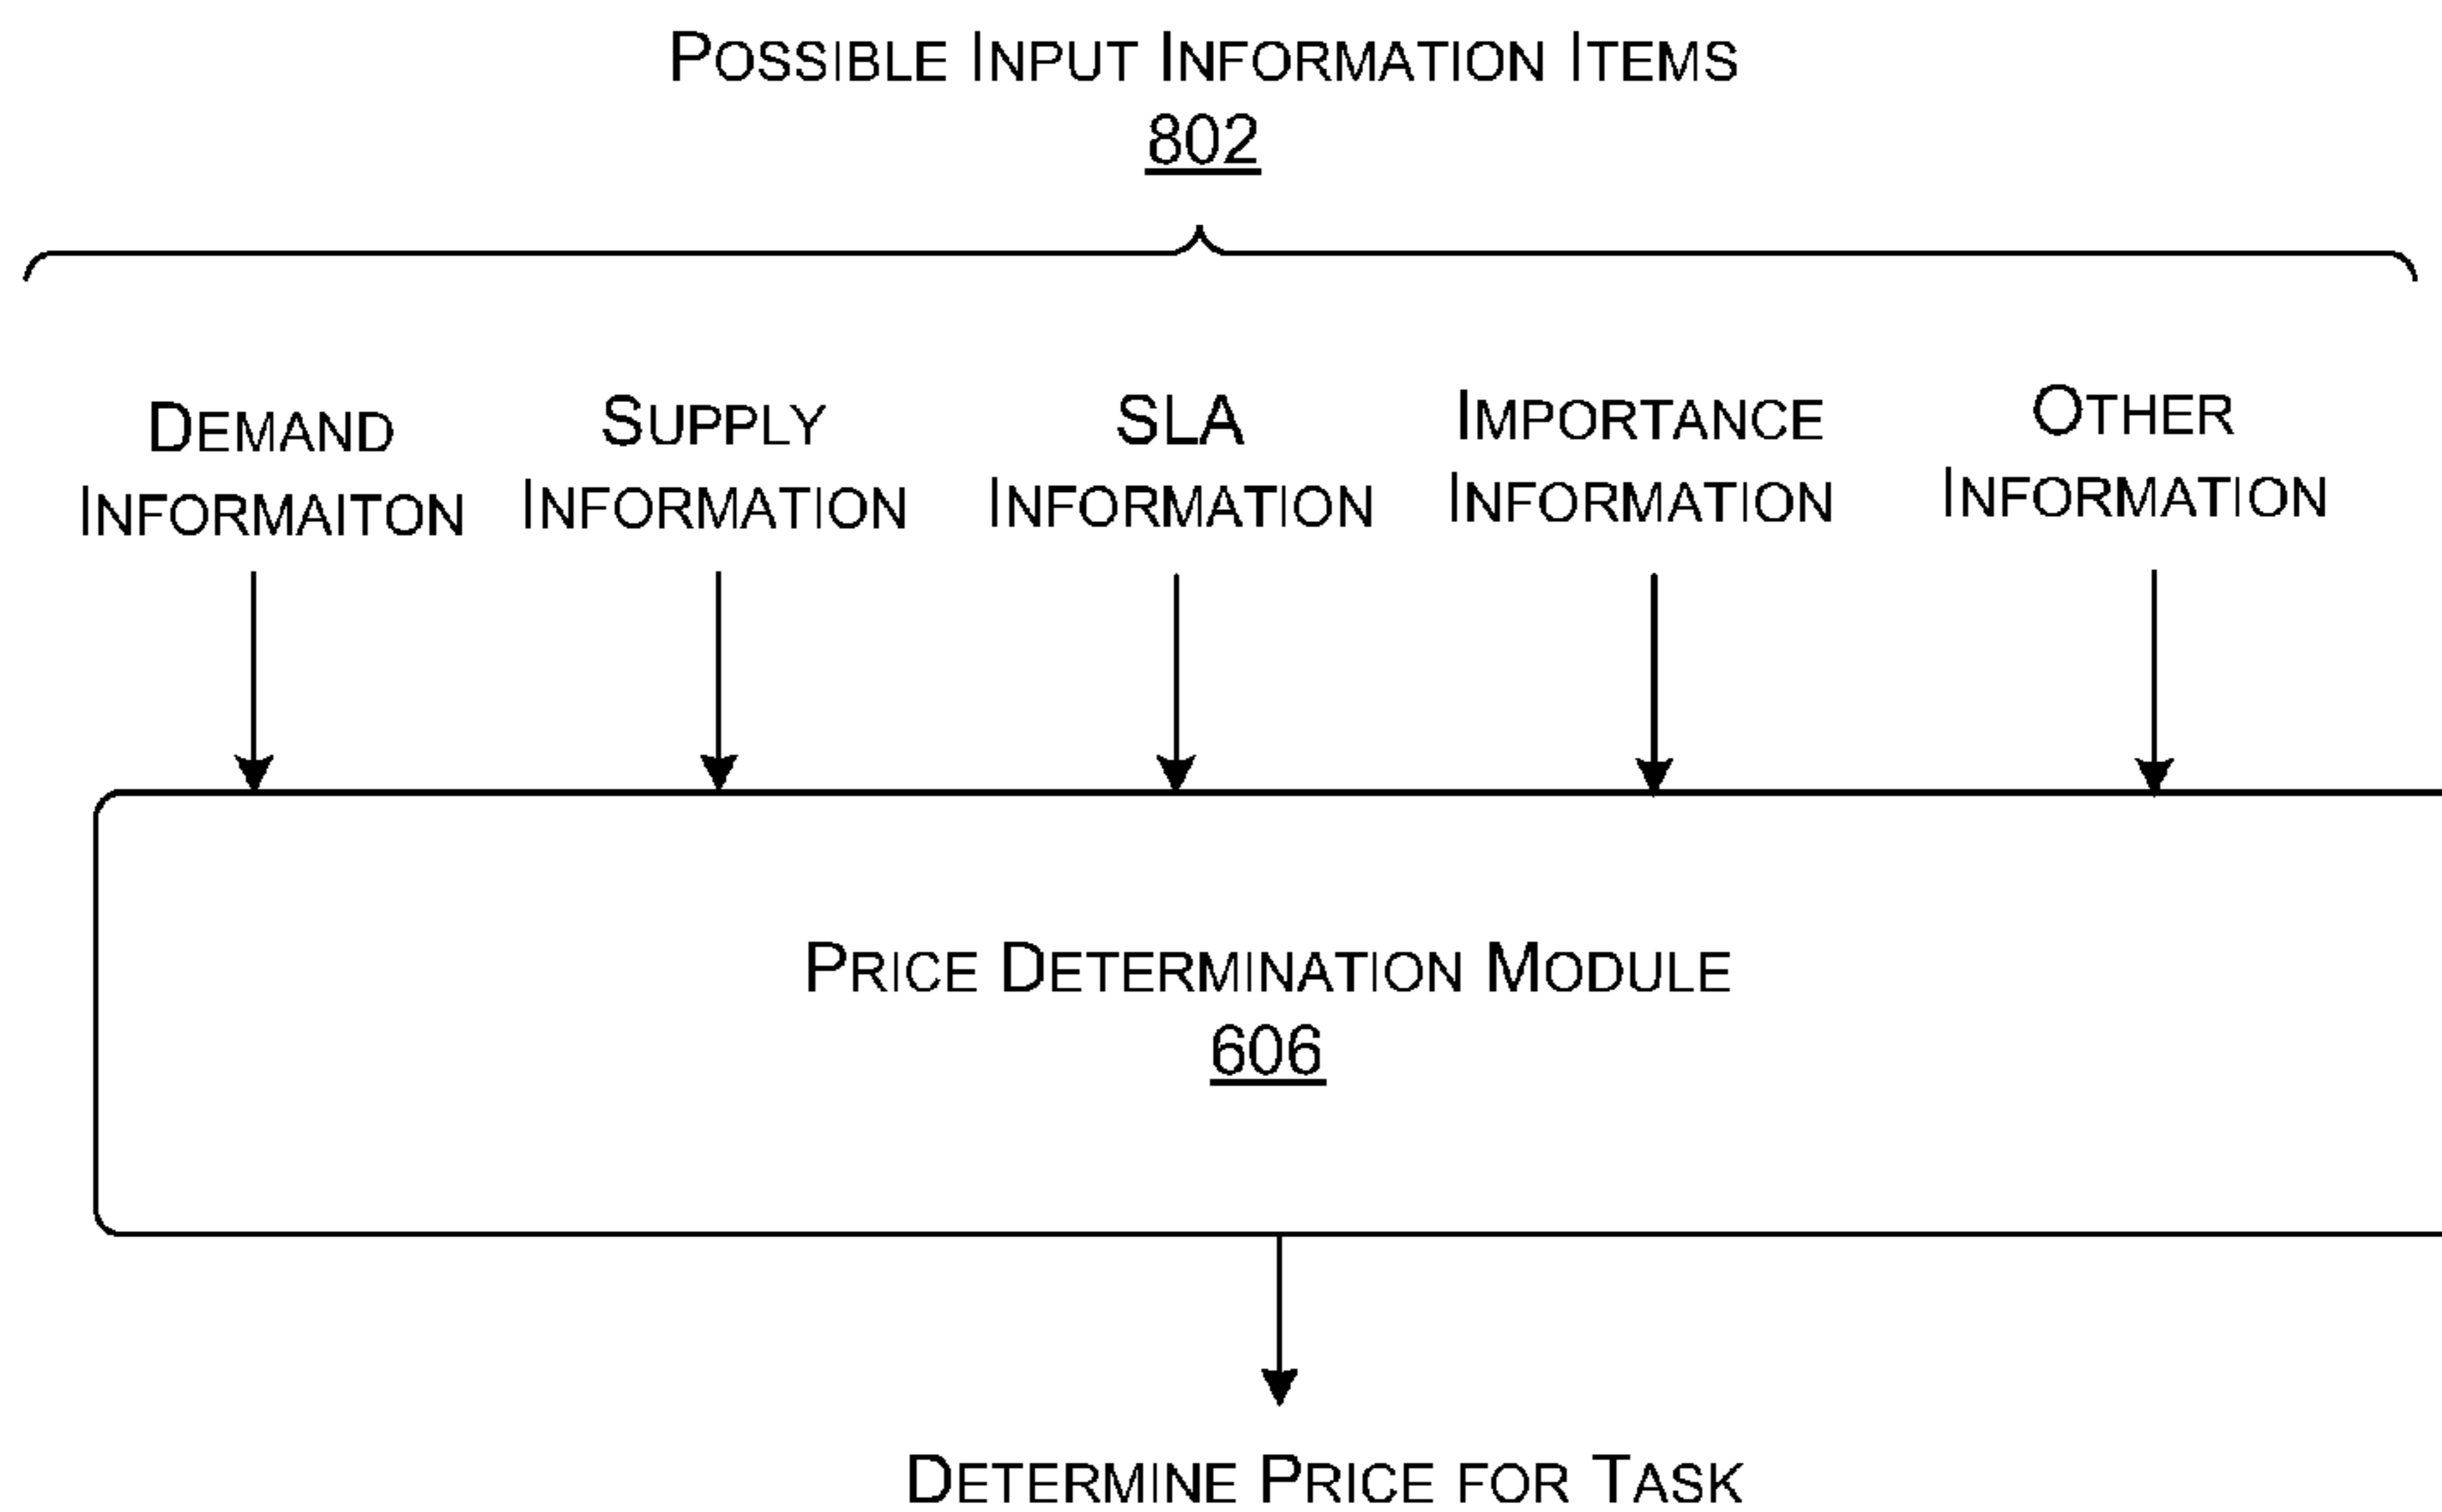 POSSIBLE INPUT INFORMATION ITEMS
802
DEMAND
INFORMAITON
SUPPLY
INFORMATION
SLA
INFORMATION
IMPORTANCE
INFORMATION
OTHER
INFORMATION
PRICE DETERMINATION MODULE
606
DETERMINE PRICE FOR TASK